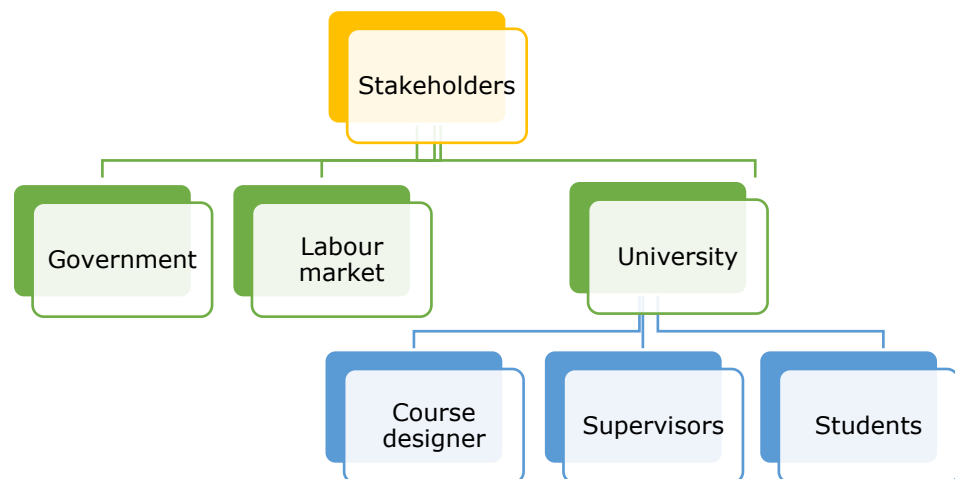 Stakeholders
Government
Labour
market
University
Course
designer
Supervisors
Students